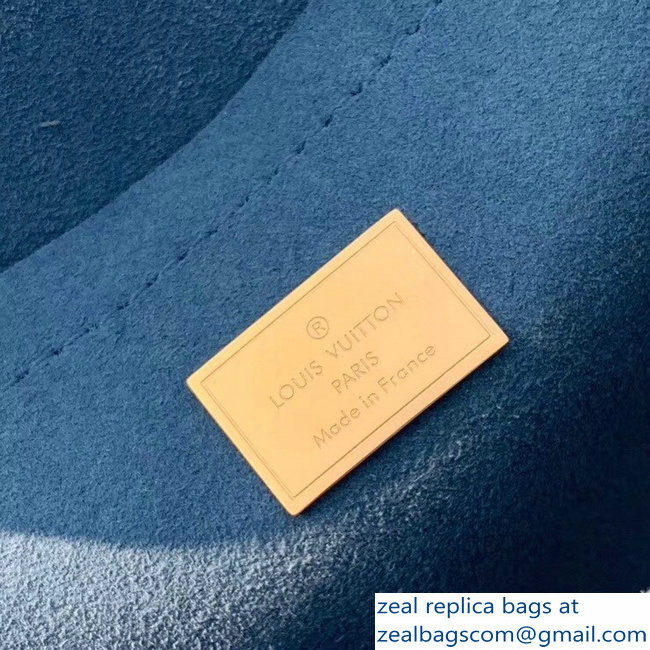 ®
LOUIS VUITTON
PARIS
Made in France
zeal replica bags at
zealbagscom@gmail.com